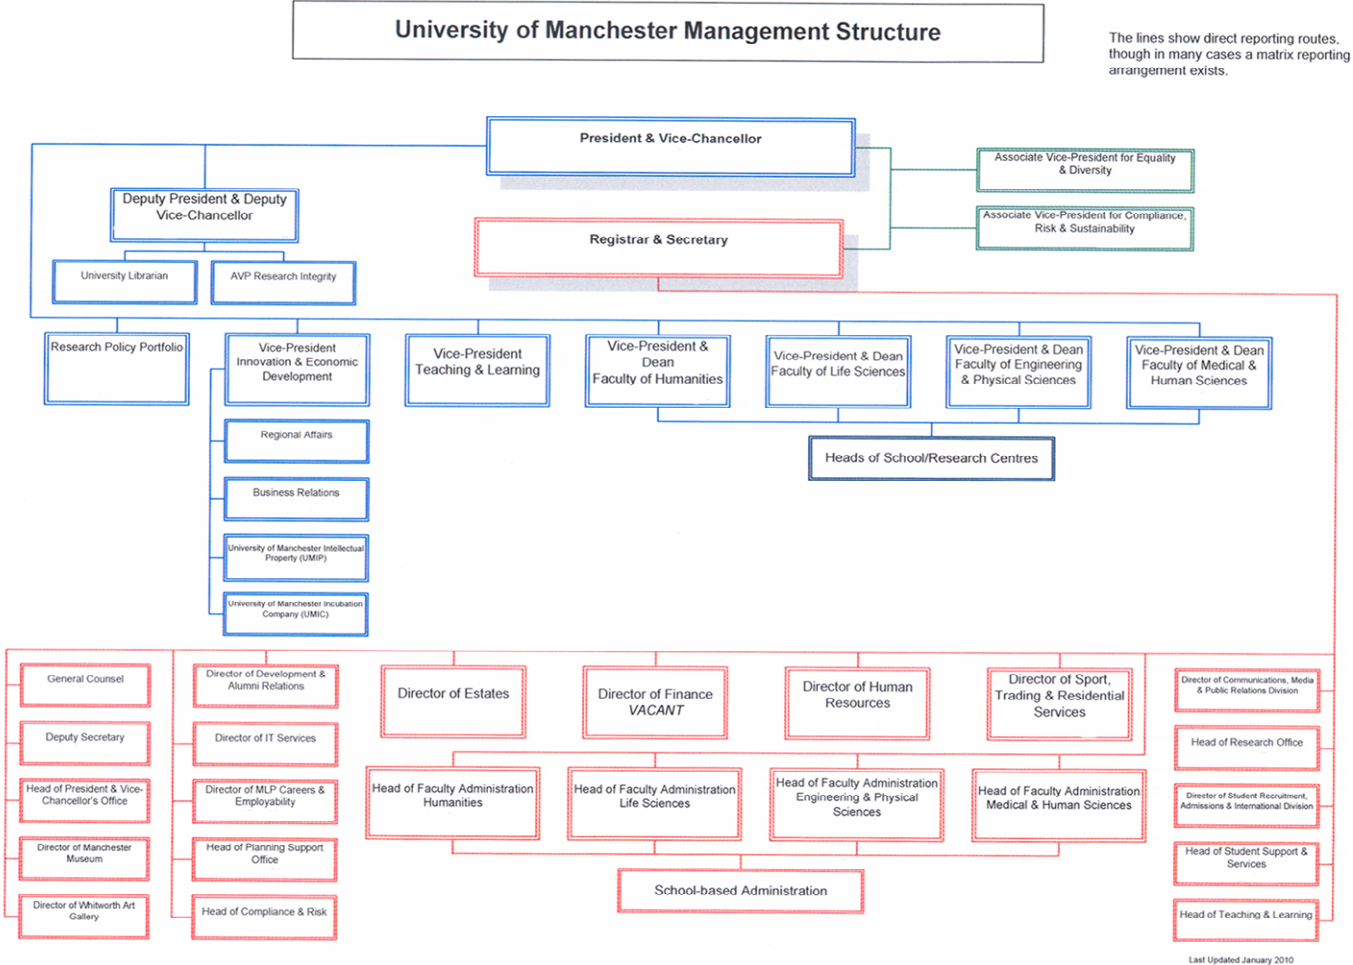 University of Manchester Management Structure
The lines show direct reporting routes,
though in many cases a matrix reporting
arrangement exists.
President & Vice-Chancellor
Associate Vice-President for Equality
& Diversity
Deputy President & Deputy
Vice-Chancellor
Associate Vice-President for Compliance,
Risk & Sustainability
Registrar & Secretary
University Librarian
AVP Research Integrity
Research Policy Portfolio
Vice-President
Innovation & Economic
Development
Vice-President
Teaching & Learning
Vice-President &
Dean
Faculty of Humanities
Vice-President & Dean
Faculty of Life Sciences
Vice-President & Dean
Faculty of Engineering
& Physical Sciences
Vice-President & Dean
Faculty of Medical &
Human Sciences
Regional Affairs
Heads of School/Research Centres
Business Relations
University of Manchester Intellectual
Property (UMIP)
University of Manchester Incubation
Company (UMIC)
General Counsel
Director of Development &
Alumni Relations
Director of Estates
Director of Finance
VACANT
Director of Human
Resources
Director of Sport,
Trading & Residential
Services
Director of Communications, Media
& Public Relations Division
Deputy Secretary
Director of IT Services
Head of Research Office
Head of President & Vice-
Chancellor's Office
Director of MLP Careers &
Employability
Head of Faculty Administration
Humanities
Head of Faculty Administration
Life Sciences
Head of Faculty Administration
Engineering & Physical
Sciences
Head of Faculty Administration
Medical & Human Sciences
Director of Student Recruitment,
Admissions & International Division
Director of Manchester
Museum
Head of Planning Support
Office
Head of Student Support &
Services
School-based Administration
Director of Whitworth Art
Gallery
Head of Compliance & Risk
Head of Teaching & Learning
Last Updated January 2010